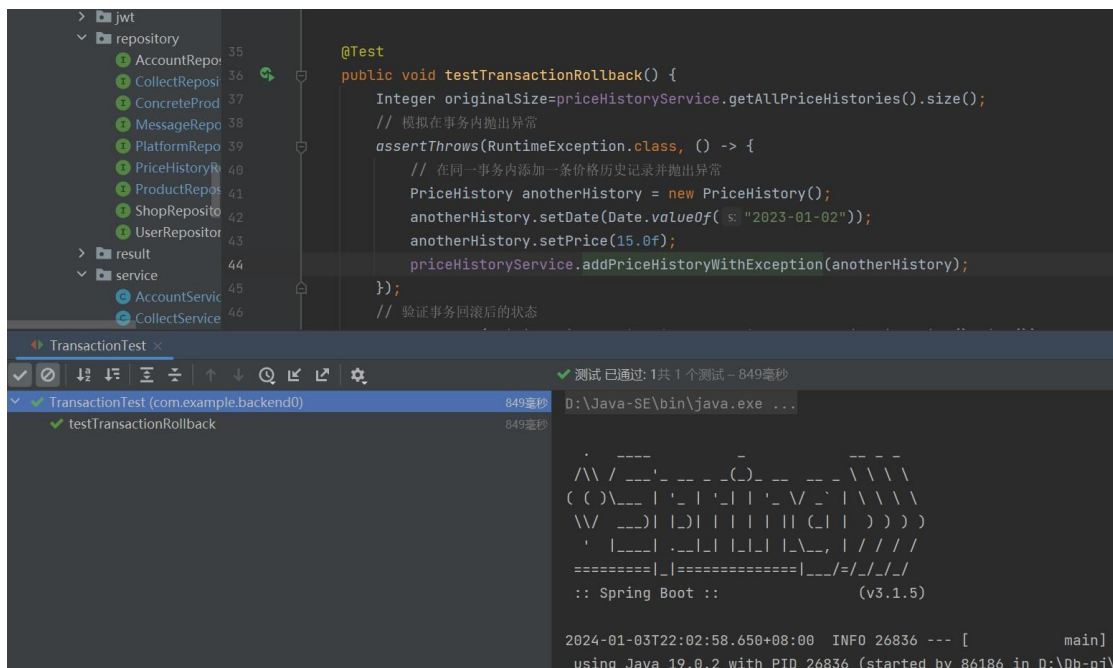 jwt
repository
AccountRepos
CollectReposi
ConcreteProd
MessageRepo
PlatformRepo
PriceHistoryR
ProductRepos
ShopReposito
UserRepositor
result
service
AccountServic
CollectService
35 @Test
36 public void testTransactionRollback() {
37 Integer originalSize=priceHistoryService.getAllPriceHistories().size();
38 // 模拟在事务内抛出异常
39 assertThrows(RuntimeException.class, () -> {
40 // 在同一事务内添加一条价格历史记录并抛出异常
41 PriceHistory anotherHistory = new PriceHistory();
42 anotherHistory.setDate(Date.valueOf( s: "2023-01-02"));
43 anotherHistory.setPrice(15.0f);
44 priceHistoryService.addPriceHistoryWithException(anotherHistory);
45 });
46 // 验证事务回滚后的状态
TransactionTest ×
测试 已通过: 1共 1 个测试 – 849毫秒
TransactionTest (com.example.backend0) 849毫秒
testTransactionRollback 849毫秒
D:\Java-SE\bin\java.exe ...
:: Spring Boot :: (v3.1.5)
2024-01-03T22:02:58.650+08:00 INFO 26836 --- [ main]
using Java 19.0.2 with PID 26836 (started by 86186 in D:\Db-pj\